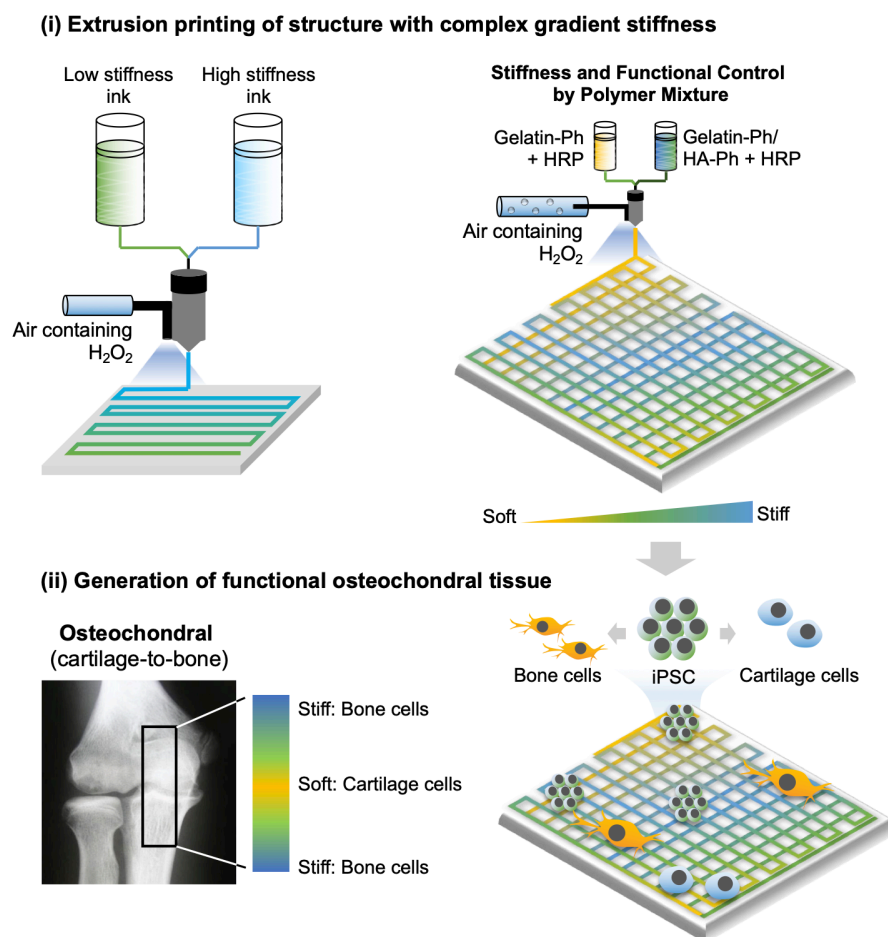 (i) Extrusion printing of structure with complex gradient stiffness
Low stiffness
ink
High stiffness
ink
Air containing
H₂O₂
Stiffness and Functional Control
by Polymer Mixture
Gelatin-Ph
+ HRP
Gelatin-Ph/
HA-Ph + HRP
Air containing
H₂O₂
Soft
Stiff
(ii) Generation of functional osteochondral tissue
Osteochondral
(cartilage-to-bone)
Stiff: Bone cells
Soft: Cartilage cells
Stiff: Bone cells
Bone cells
iPSC
Cartilage cells